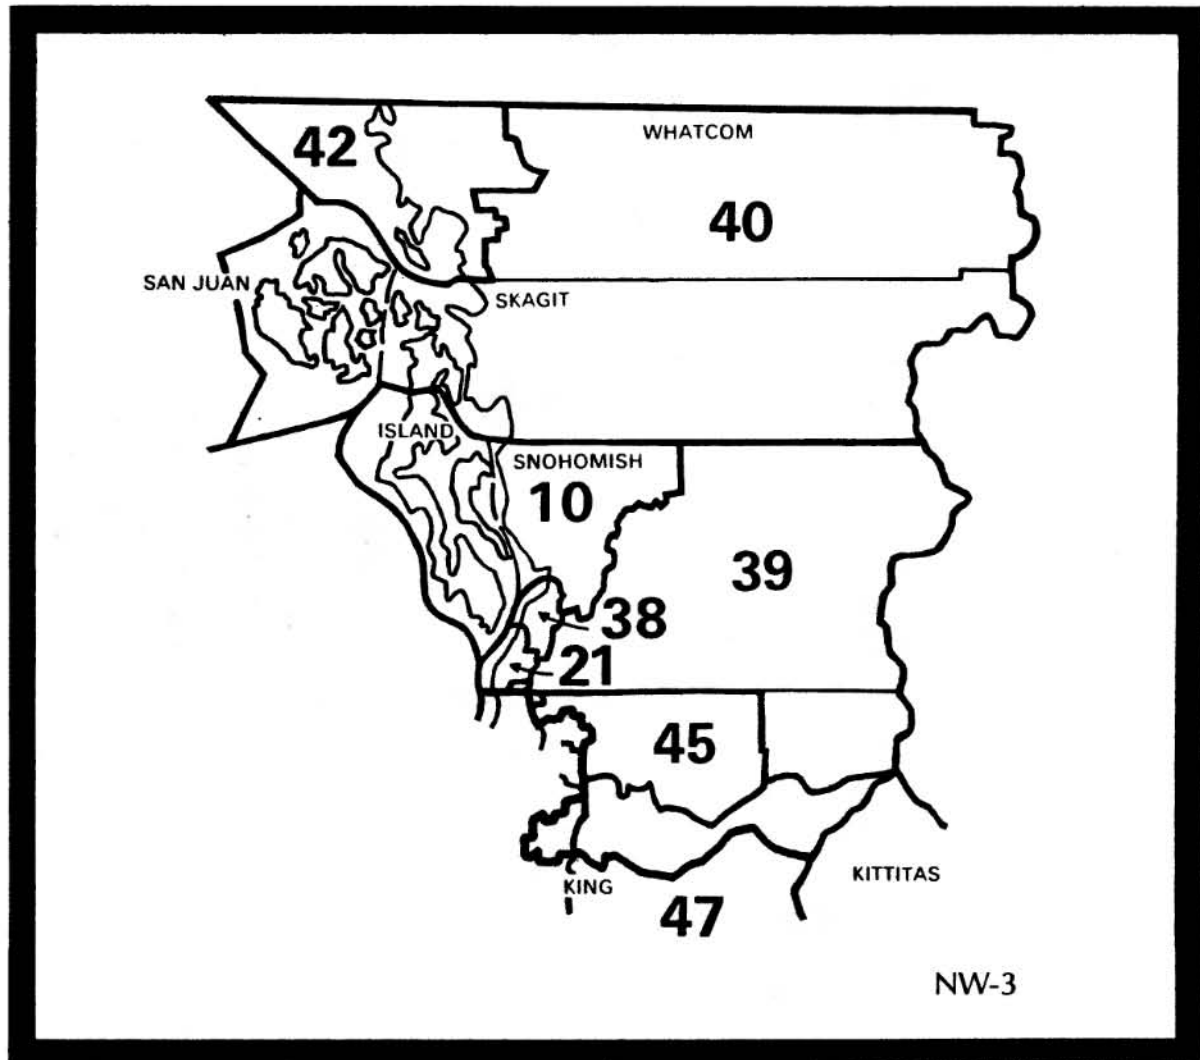 WHATCOM
42
40
SAN JUAN
SKAGIT
ISLAND
SNOHOMISH
10
39
38
21
45
KITTITAS
KING
47
NW-3